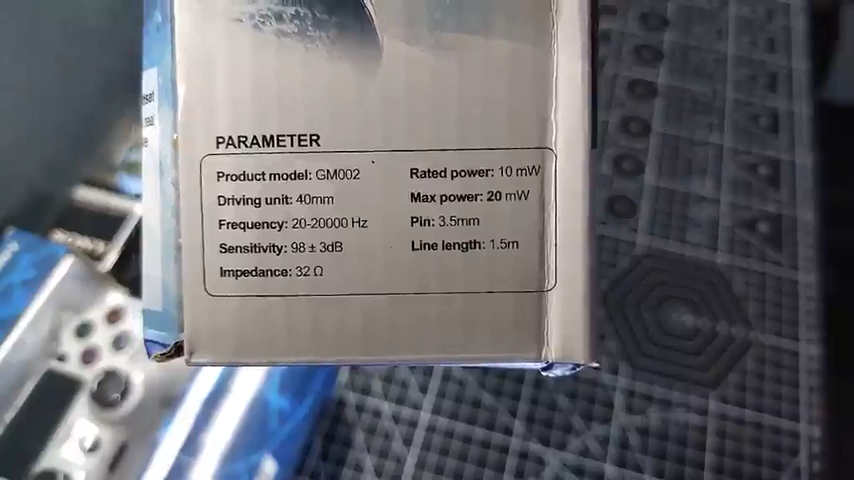 PARAMETER
Product model: GM002
Driving unit: 40mm
Frequency: 20-20000 Hz
Sensitivity: 98 ± 3dB
Impedance: 32 Ω
Rated power: 10 mW
Max power: 20 mW
Pin: 3.5mm
Line length: 1.5m